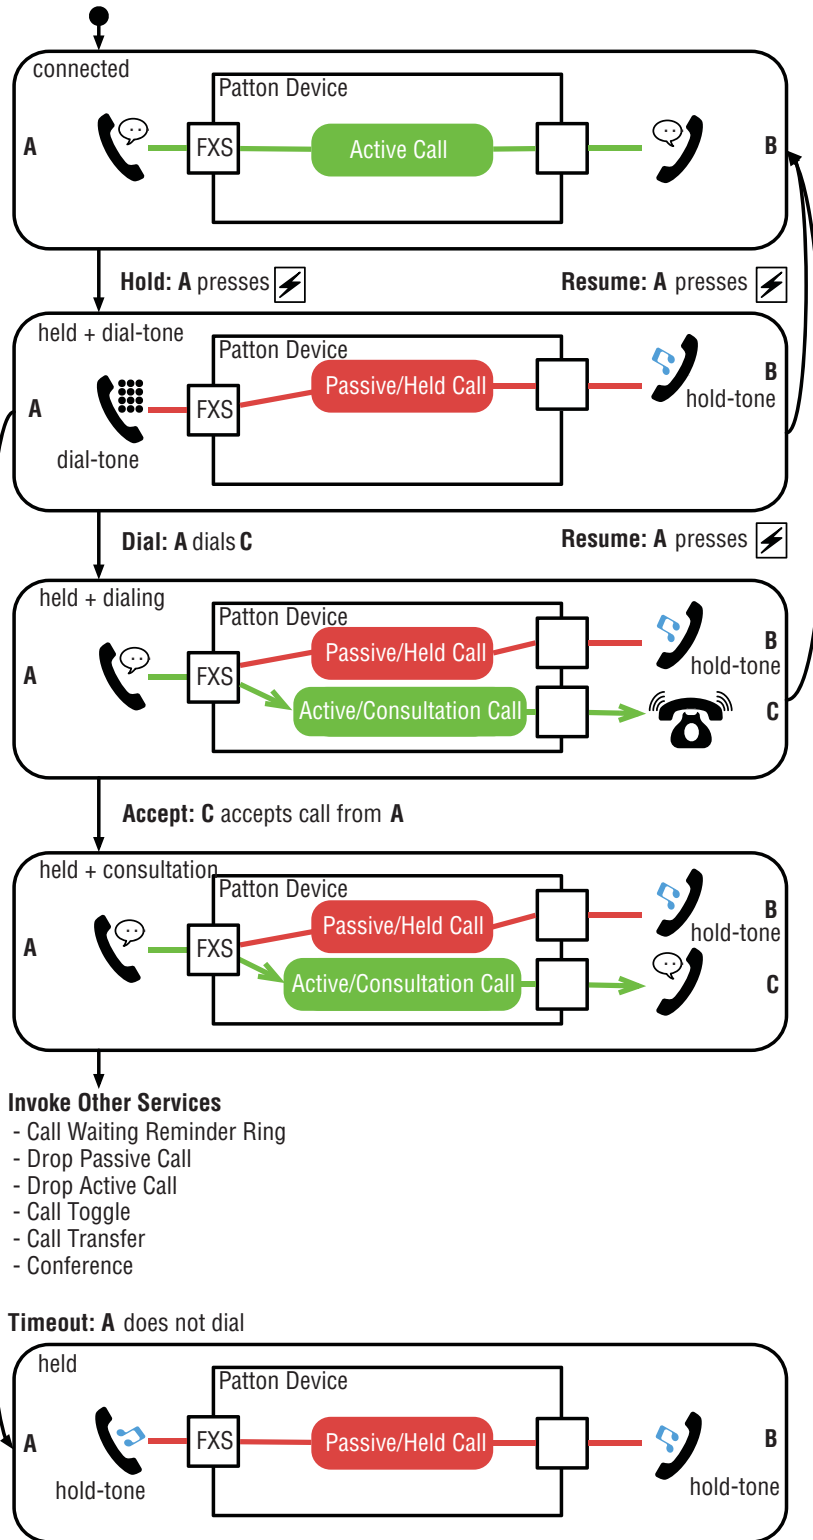 connected
Patton Device
A
FXS
Active Call
B
Hold: A presses
Resume: A presses
held + dial-tone
Patton Device
Passive/Held Call
B
hold-tone
A
FXS
dial-tone
Dial: A dials C
Resume: A presses
held + dialing
Patton Device
Passive/Held Call
B
hold-tone
A
FXS
Active/Consultation Call
C
Accept: C accepts call from A
held + consultation
Patton Device
Passive/Held Call
B
hold-tone
A
FXS
Active/Consultation Call
C
Invoke Other Services
- Call Waiting Reminder Ring
- Drop Passive Call
- Drop Active Call
- Call Toggle
- Call Transfer
- Conference
Timeout: A does not dial
held
Patton Device
A
FXS
Passive/Held Call
B
hold-tone
hold-tone